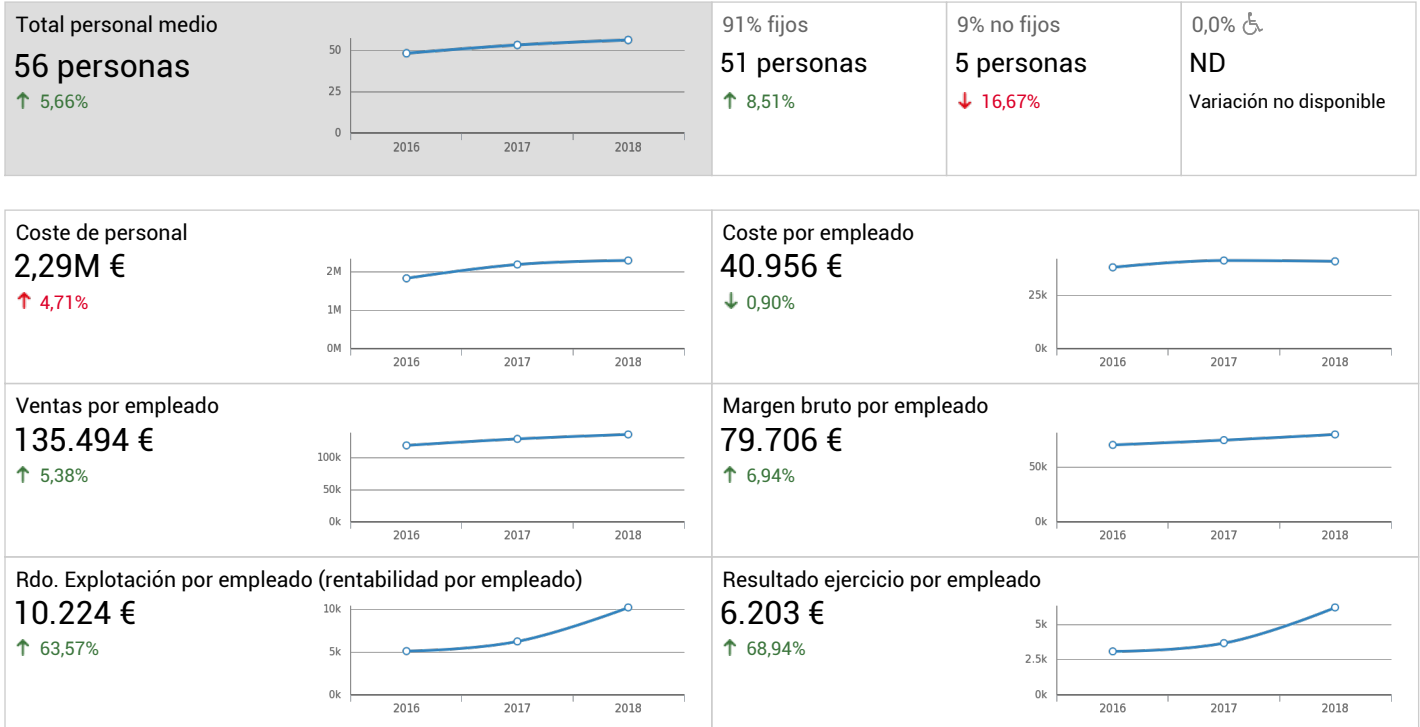 Total personal medio
56 personas
↑ 5,66%
50
25
0
2016 2017 2018
91% fijos
51 personas
↑ 8,51%
9% no fijos
5 personas
↓ 16,67%
0,0%
ND
Variación no disponible
Coste de personal
2,29M €
↑ 4,71%
2M
1M
0M
2016 2017 2018
Coste por empleado
40.956 €
↓ 0,90%
25k
0k
2016 2017 2018
Ventas por empleado
135.494 €
↑ 5,38%
100k
50k
0k
2016 2017 2018
Margen bruto por empleado
79.706 €
↑ 6,94%
50k
0k
2016 2017 2018
Rdo. Explotación por empleado (rentabilidad por empleado)
10.224 €
↑ 63,57%
10k
5k
0k
2016 2017 2018
Resultado ejercicio por empleado
6.203 €
↑ 68,94%
5k
2.5k
0k
2016 2017 2018